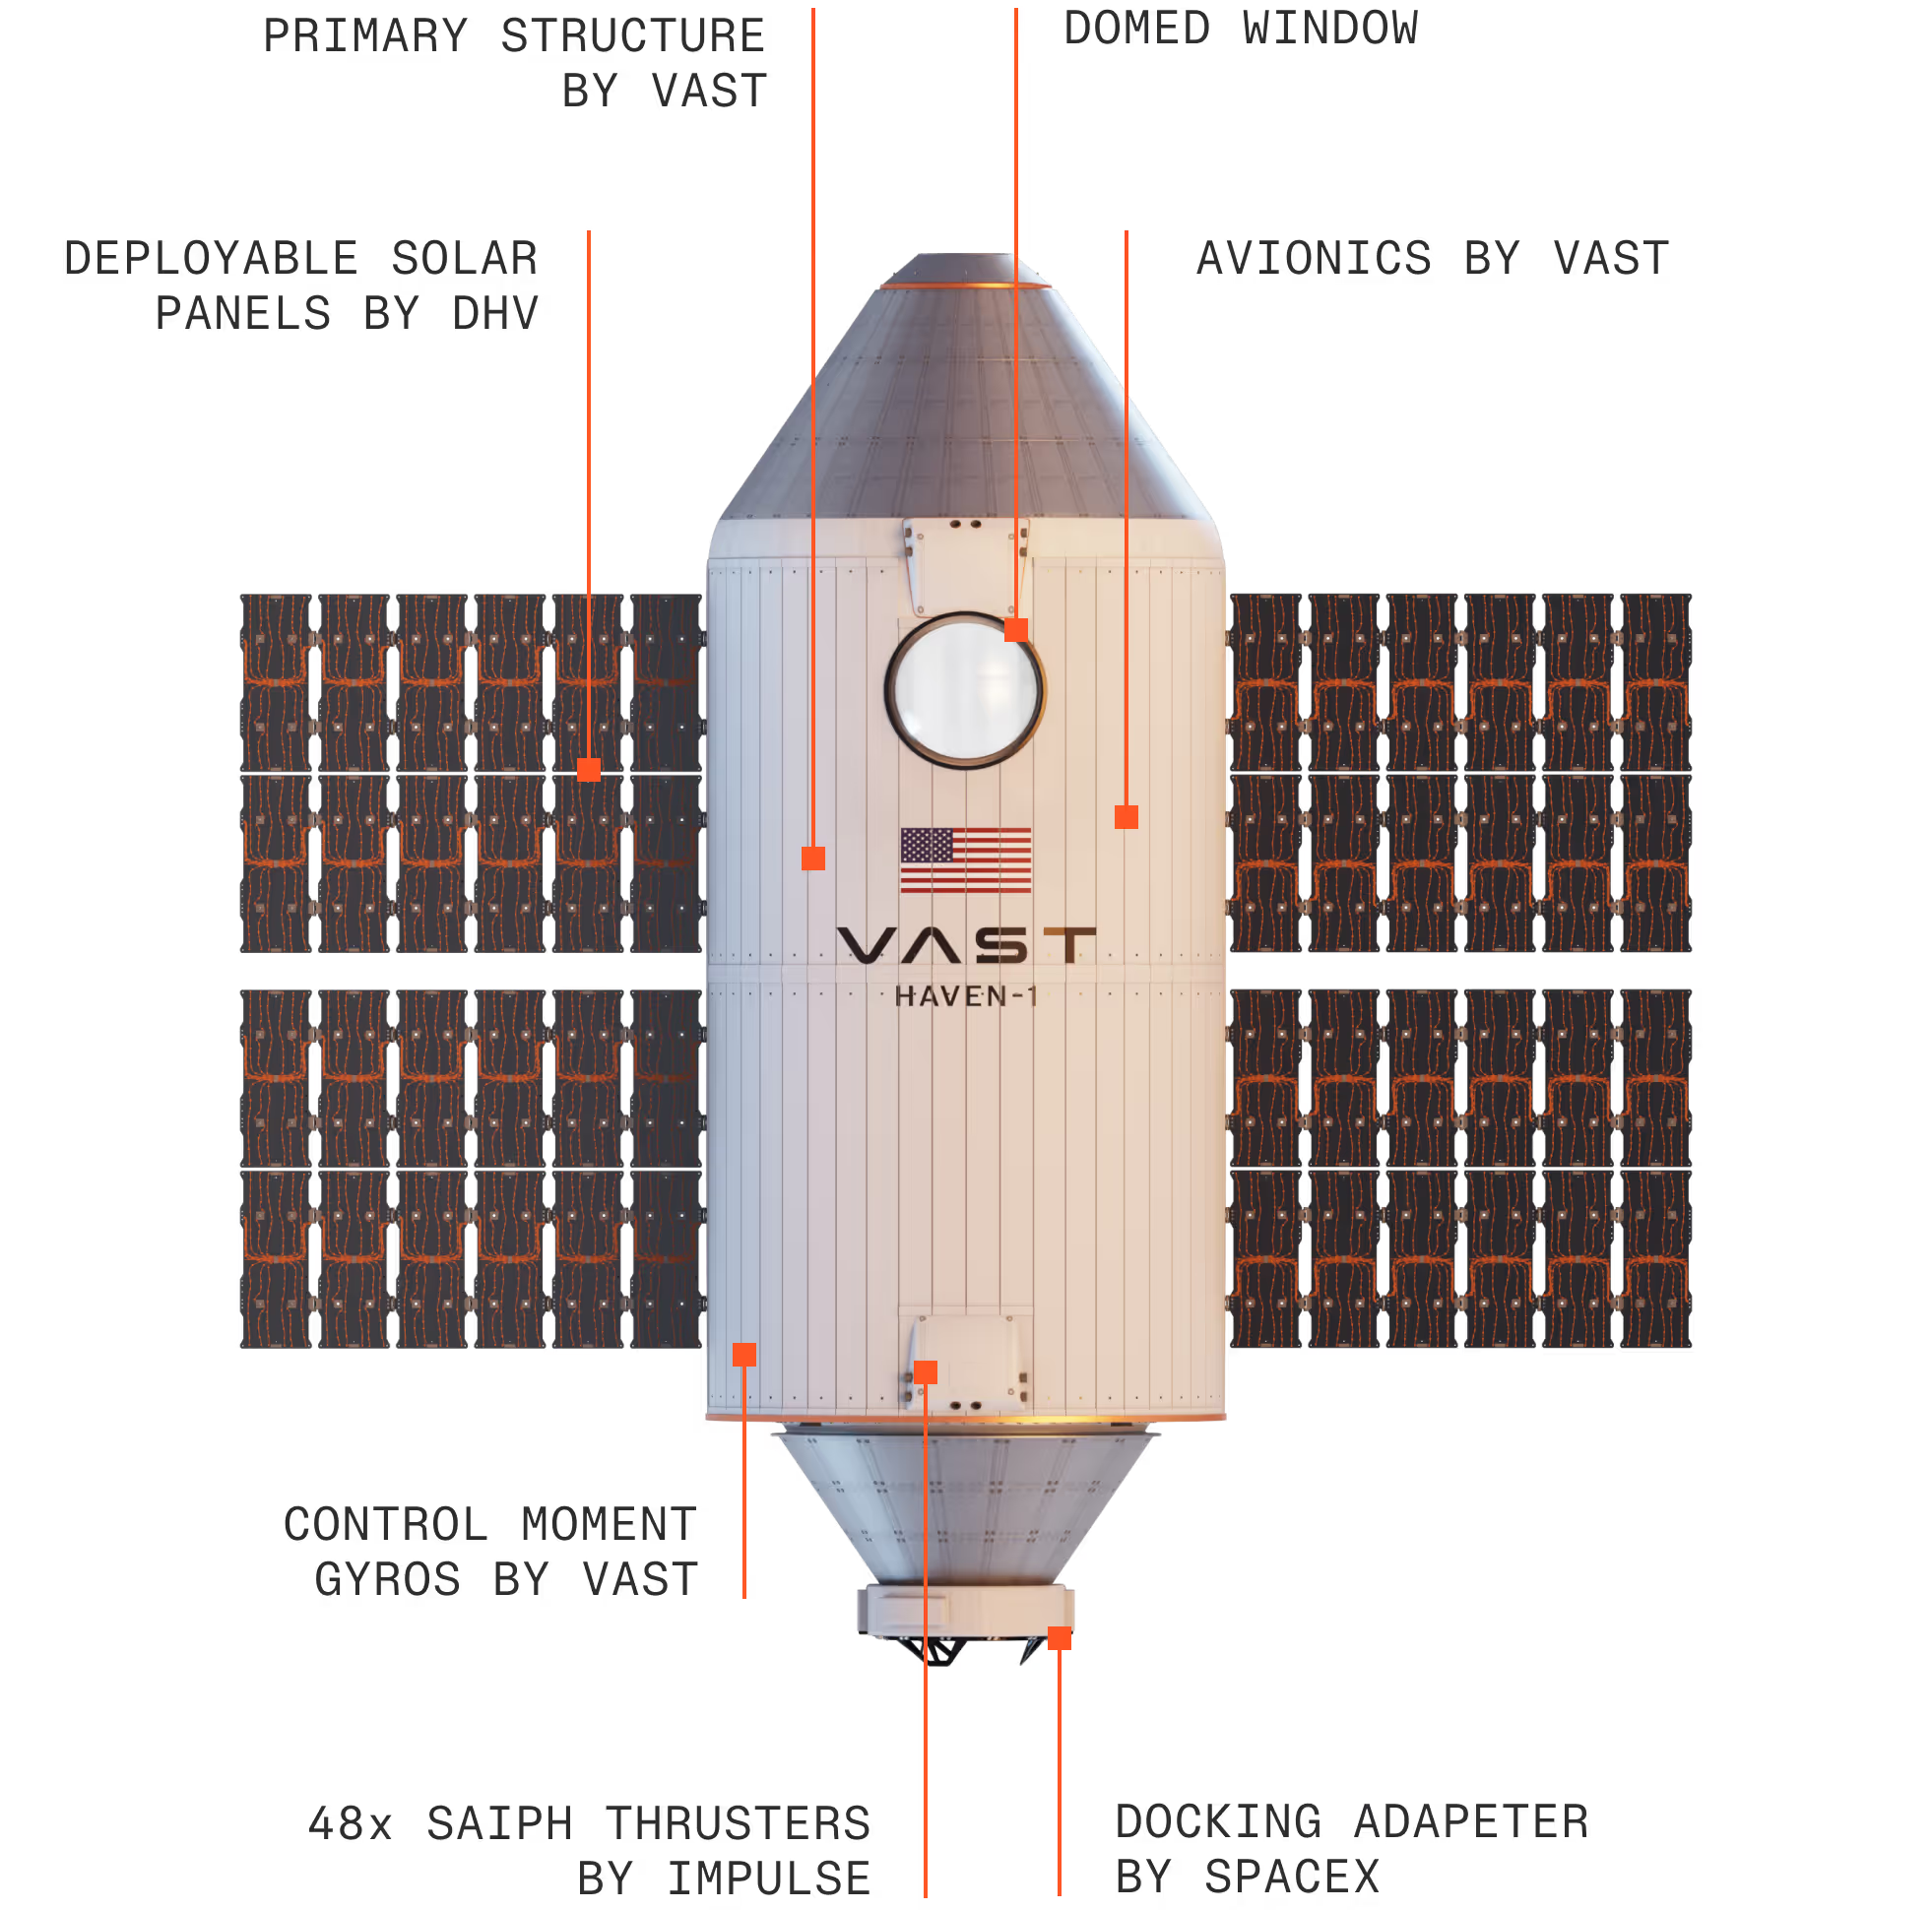 PRIMARY STRUCTURE
BY VAST
DOMED WINDOW
DEPLOYABLE SOLAR
PANELS BY DHV
AVIONICS BY VAST
VAST
HAVEN-1
CONTROL MOMENT
GYROS BY VAST
48x SAIPH THRUSTERS
BY IMPULSE
DOCKING ADAPETER
BY SPACEX